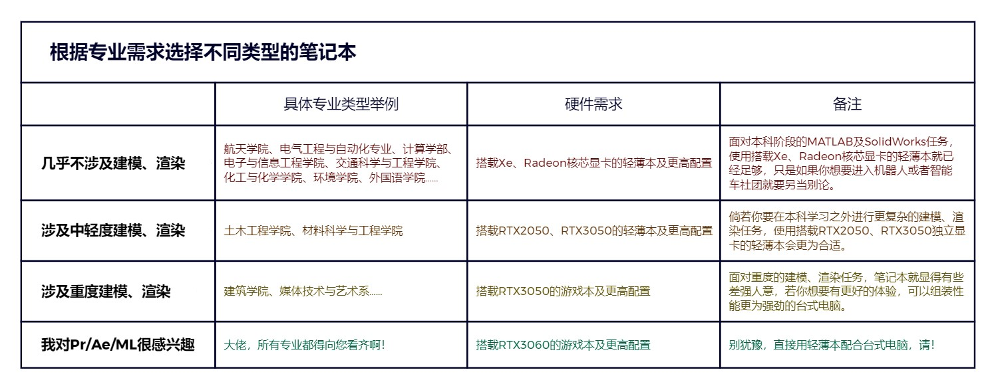 根据专业需求选择不同类型的笔记本
具体专业类型举例
硬件需求
备注
几乎不涉及建模、渲染
航天学院、电气工程与自动化专业、计算学部、
电子与信息工程学院、交通科学与工程学院、
化工与化学学院、环境学院、外国语学院……
搭载Xe、Radeon核芯显卡的轻薄本及更高配置
面对本科阶段的MATLAB及SolidWorks任务，
使用搭载Xe、Radeon核芯显卡的轻薄本就已
经足够，只是如果你想要进入机器人或者智能
车社团就要另当别论。
涉及中轻度建模、渲染
土木工程学院、材料科学与工程学院
搭载RTX2050、RTX3050的轻薄本及更高配置
倘若你要在本科学习之外进行更复杂的建模、渲
染任务，使用搭载RTX2050、RTX3050独立显
卡的轻薄本会更为合适。
涉及重度建模、渲染
建筑学院、媒体技术与艺术系……
搭载RTX3050的游戏本及更高配置
面对重度的建模、渲染任务，笔记本就显得有些
差强人意，若你想要有更好的体验，可以组装性
能更为强劲的台式电脑。
我对Pr/Ae/ML很感兴趣
大佬，所有专业都得向您看齐啊！
搭载RTX3060的游戏本及更高配置
别犹豫，直接用轻薄本配合台式电脑，请！